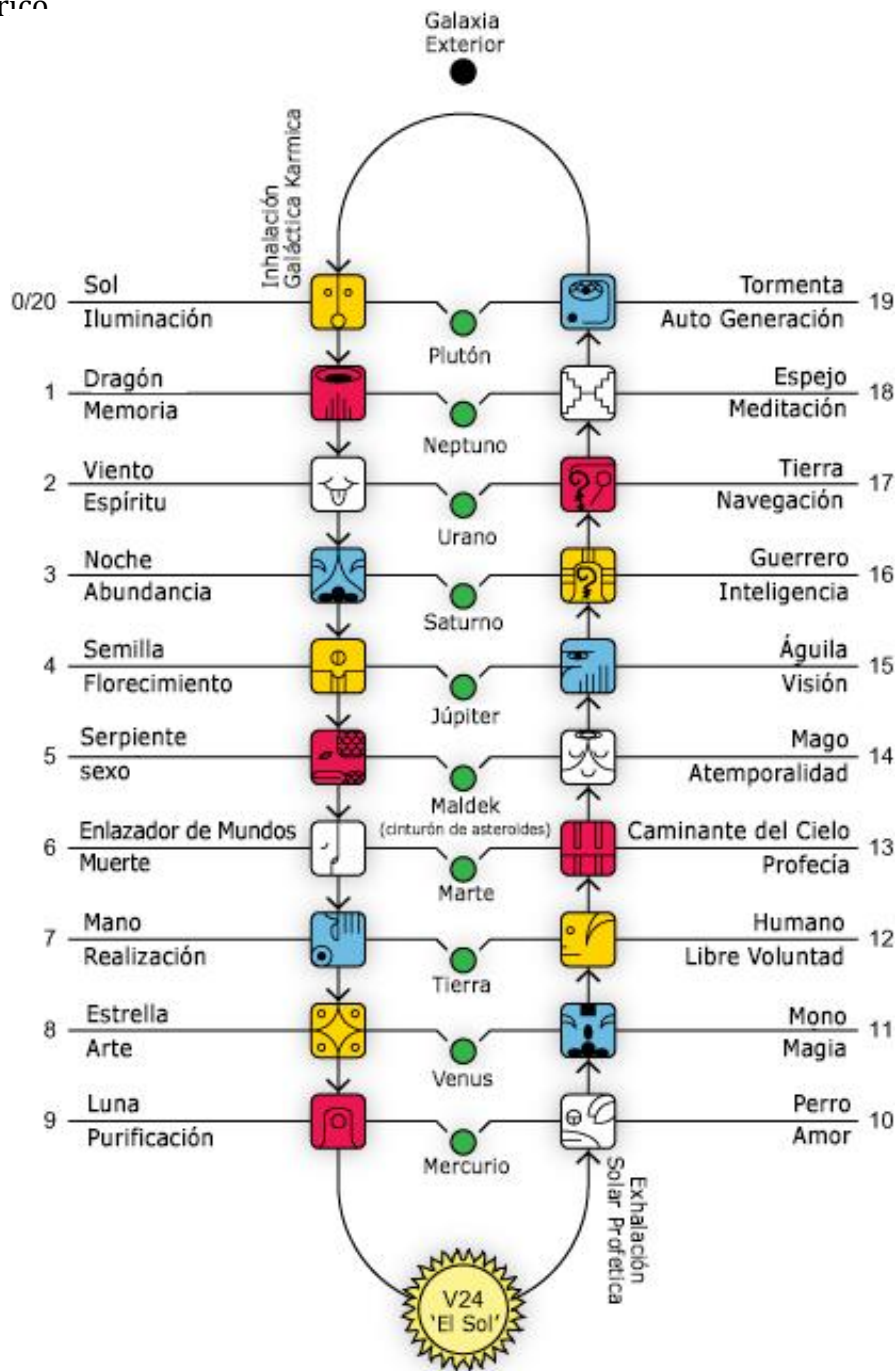 Galaxia
Exterior
Inhalación
Galáctica Karmica
0/20 Sol
Iluminación
Plutón
Tormenta 19
Auto Generación
1 Dragón
Memoria
Neptuno
Espejo 18
Meditación
2 Viento
Espíritu
Urano
Tierra 17
Navegación
3 Noche
Abundancia
Saturno
Guerrero 16
Inteligencia
4 Semilla
Florecimiento
Júpiter
Águila 15
Visión
5 Serpiente
sexo
Maldek
(cinturón de asteroides)
Mago 14
Atemporalidad
6 Enlazador de Mundos
Muerte
Marte
Caminante del Cielo 13
Profecía
7 Mano
Realización
Tierra
Humano 12
Libre Voluntad
8 Estrella
Arte
Venus
Mono 11
Magia
9 Luna
Purificación
Mercurio
Perro 10
Amor
Exhalación
Solar Profetica
V24
'El Sol'